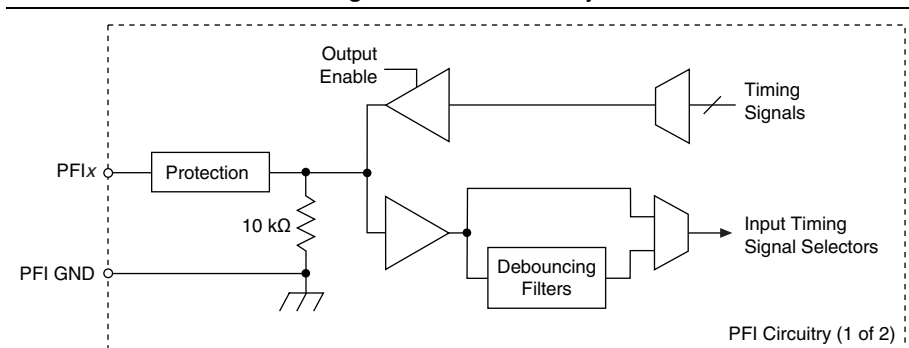 Output
Enable
Timing
Signals
PFIx
Protection
10 kΩ
Input Timing
Signal Selectors
PFI GND
Debouncing
Filters
PFI Circuitry (1 of 2)